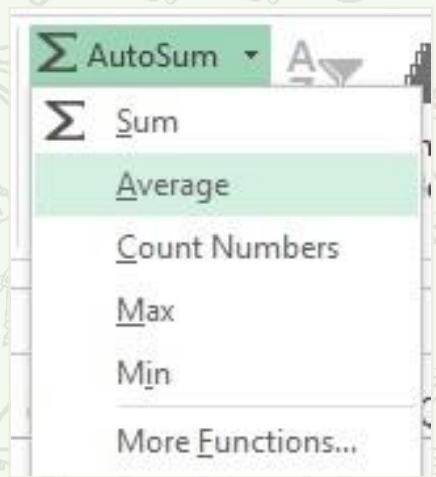 AutoSum
Sum
Average
Count Numbers
Max
Min
More Functions...